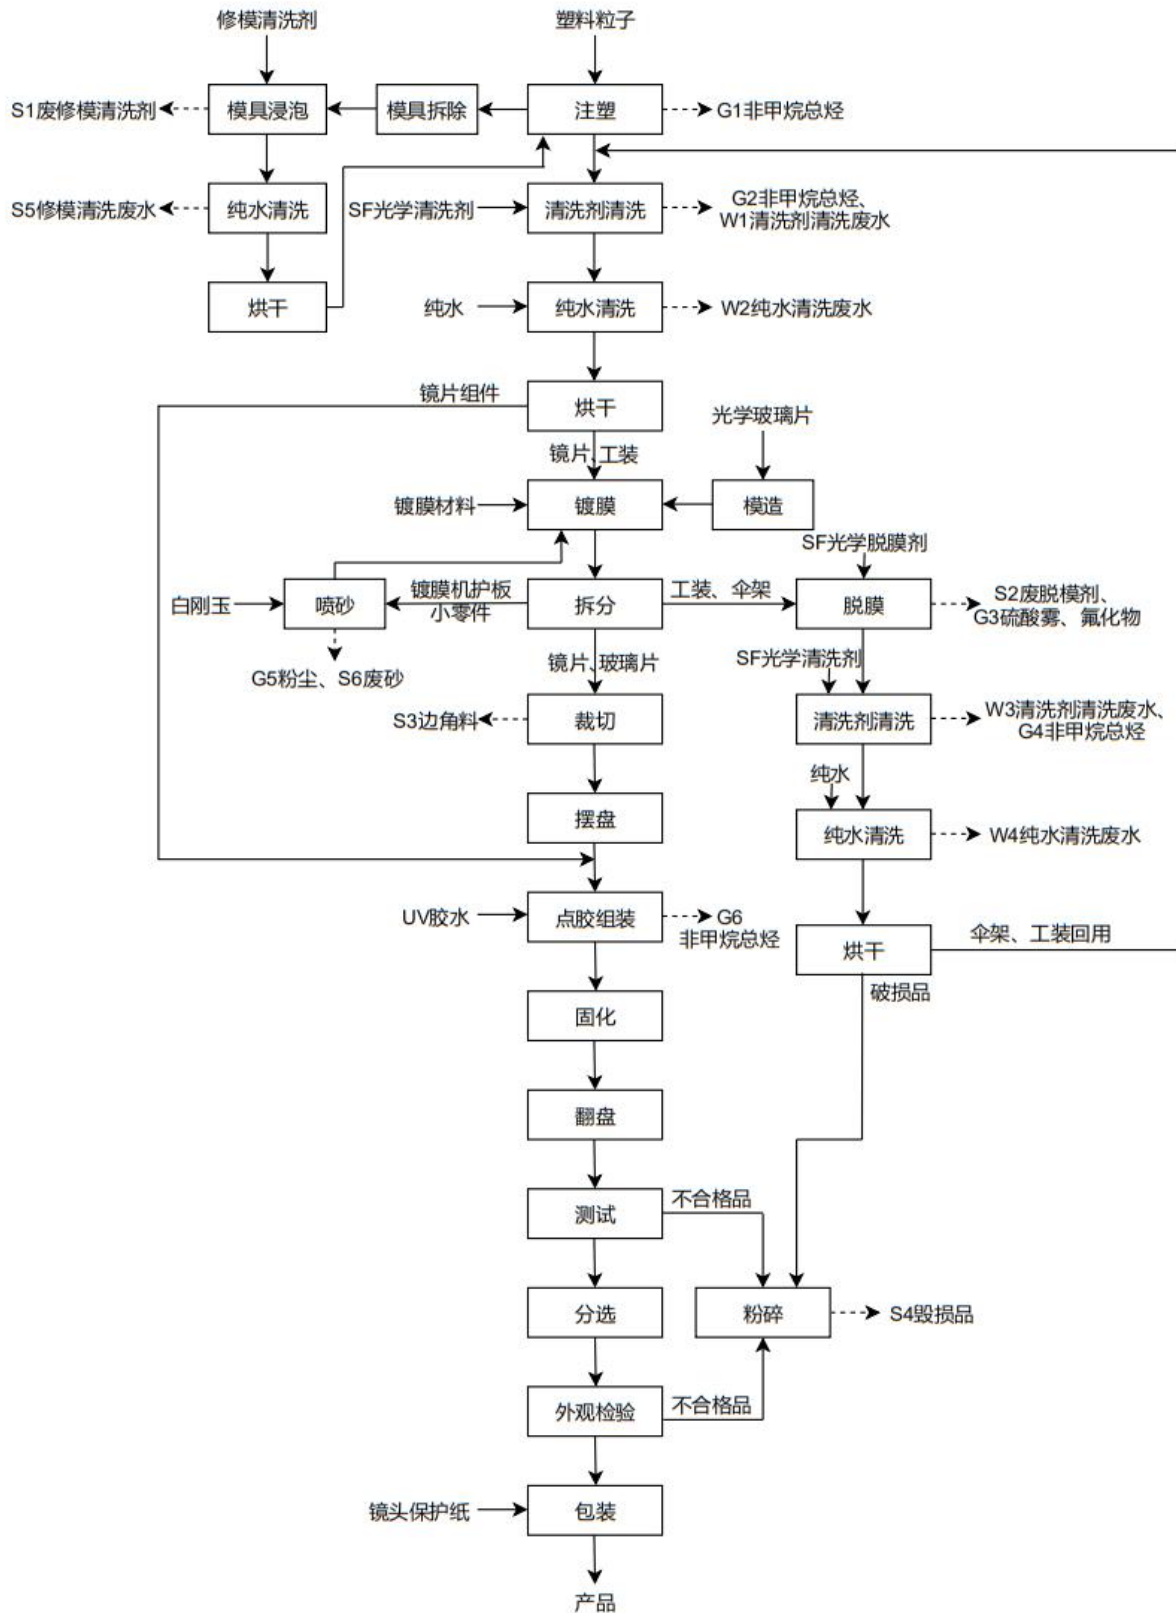 修模清洗剂
塑料粒子
S1废修模清洗剂
模具浸泡
模具拆除
注塑
G1非甲烷总烃
S5修模清洗废水
纯水清洗
SF光学清洗剂
清洗剂清洗
G2非甲烷总烃、
W1清洗剂清洗废水
烘干
纯水
纯水清洗
W2纯水清洗废水
镜片组件
烘干
光学玻璃片
镜片、工装
镀膜材料
镀膜
模造
SF光学脱膜剂
白刚玉
喷砂
镀膜机护板
小零件
拆分
工装、伞架
脱膜
S2废脱模剂、
G3硫酸雾、氟化物
G5粉尘、S6废砂
镜片、玻璃片
SF光学清洗剂
S3边角料
裁切
清洗剂清洗
W3清洗剂清洗废水、
G4非甲烷总烃
纯水
摆盘
纯水清洗
W4纯水清洗废水
UV胶水
点胶组装
G6
非甲烷总烃
烘干
伞架、工装回用
破损品
固化
翻盘
测试
不合格品
分选
粉碎
S4毁损品
外观检验
不合格品
镜头保护纸
包装
产品